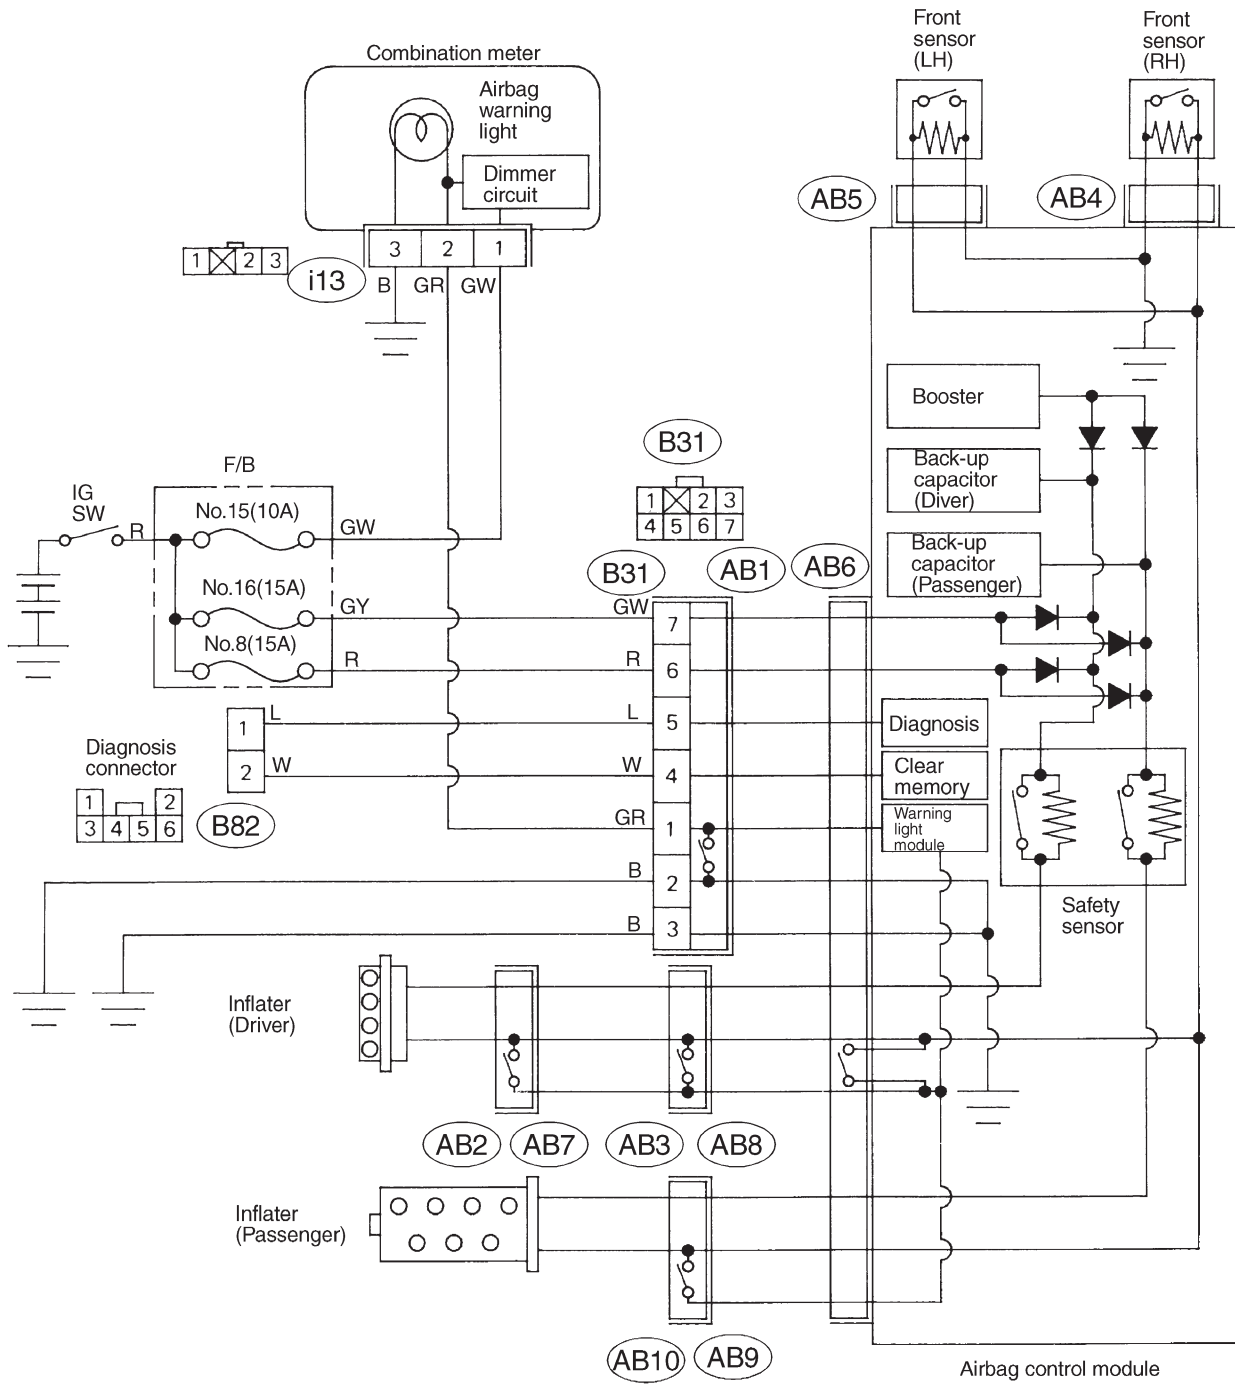 Front
sensor
(LH)
Front
sensor
(RH)
Combination meter
Airbag
warning
light
Dimmer
circuit
AB5
AB4
3 2 1
1 2 3
i13
B GR GW
Booster
B31
Back-up
capacitor
(Diver)
F/B
IG
SW
R
No.15(10A)
GW
1 2 3
4 5 6 7
Back-up
capacitor
(Passenger)
B31
AB1
AB6
No.16(15A)
GY
GW
7
No.8(15A)
R
R
6
1
L
L
5
Diagnosis
2
W
W
4
Clear
memory
Diagnosis
connector
1 2
3 4 5 6
B82
GR
1
Warning
light
module
B
2
Safety
sensor
B
3
Inflater
(Driver)
AB2
AB7
AB3
AB8
Inflater
(Passenger)
AB10
AB9
Airbag control module